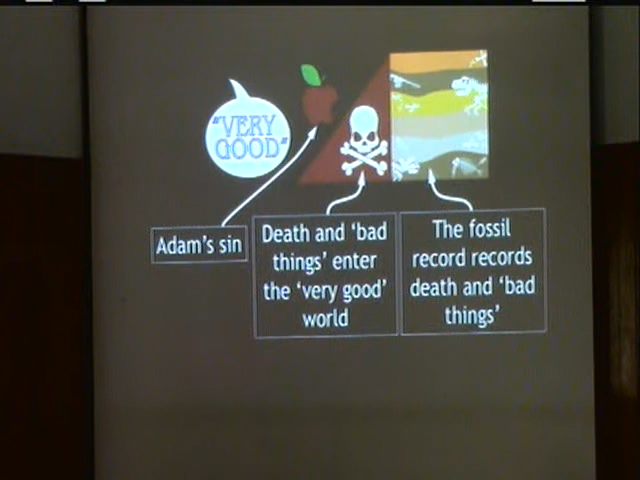 "VERY
GOOD"
Adam's sin
Death and 'bad
things' enter
the 'very good'
world
The fossil
record records
death and 'bad
things'